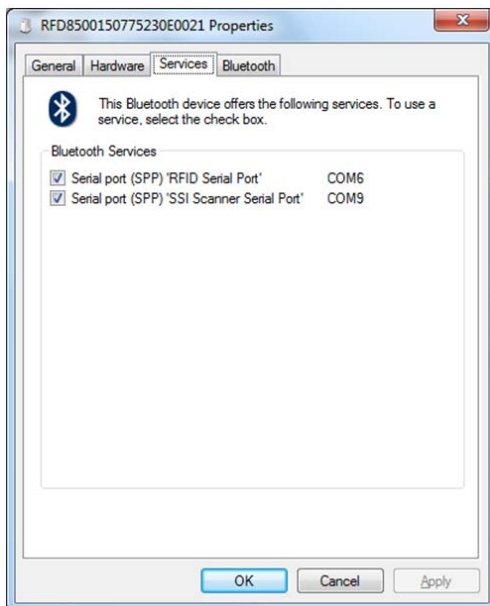 RFD8500150775230E0021 Properties
General Hardware Services Bluetooth
This Bluetooth device offers the following services. To use a
service, select the check box.
Bluetooth Services
Serial port (SPP) 'RFID Serial Port' COM6
Serial port (SPP) 'SSI Scanner Serial Port' COM9
OK Cancel Apply